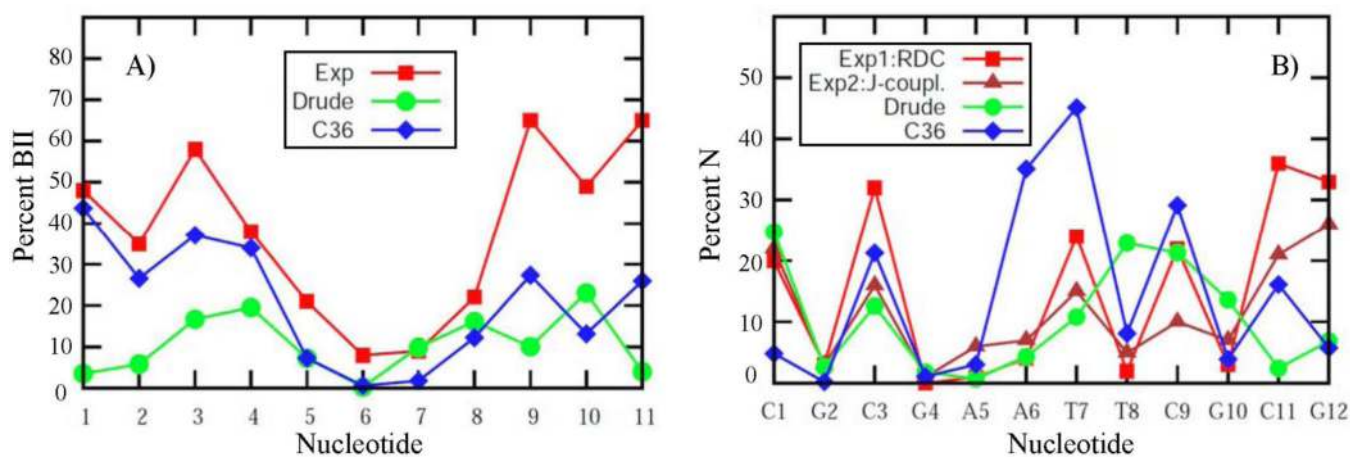 A)
Exp
Drude
C36
Percent BII
80
70
60
50
40
30
20
10
0
1 2 3 4 5 6 7 8 9 10 11
Nucleotide
B)
Exp1:RDC
Exp2:J-coupl.
Drude
C36
Percent N
50
40
30
20
10
0
C1 G2 C3 G4 A5 A6 T7 T8 C9 G10 C11 G12
Nucleotide